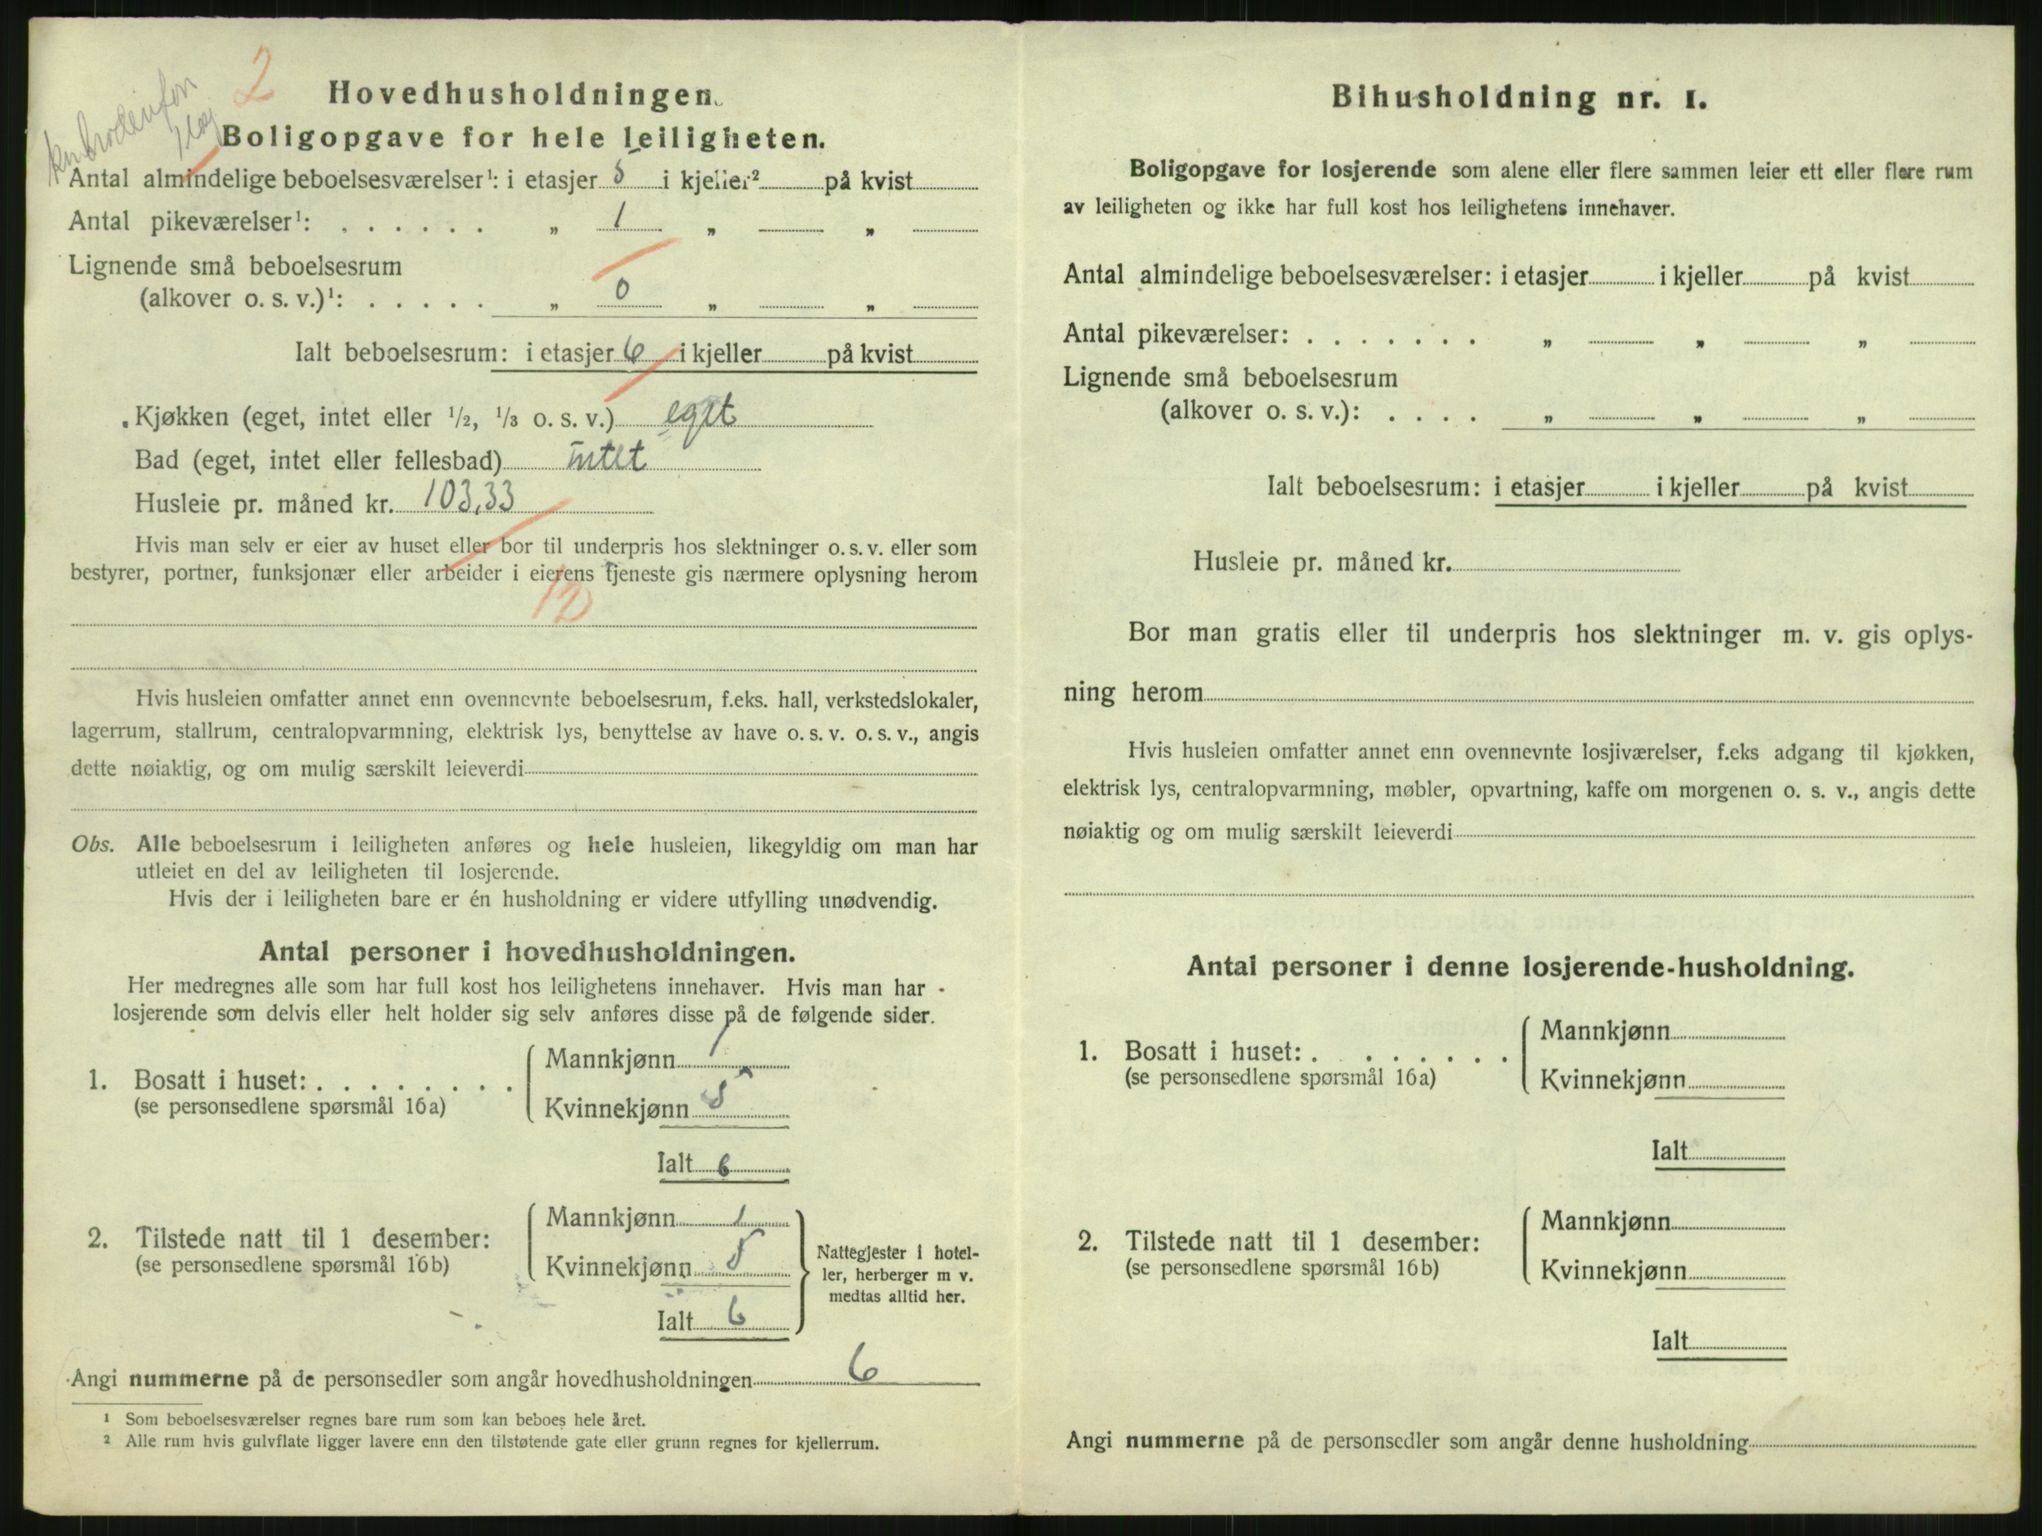 2
Hovedhusholdningen.
Boligopgave for hele leiligheten.
Antal almindelige beboelsesværelser¹: i etasjer 5 i kjeller² på kvist
Antal pikeværelser¹: . . . . . . „ 1 „ „
Lignende små beboelsesrum
(alkover o. s. v.)¹: . . . . . „ 0 „ „
Ialt beboelsesrum: i etasjer 6 i kjeller på kvist
Kjøkken (eget, intet eller ½, ⅓ o. s. v.) eget
Bad (eget, intet eller fellesbad) intet
Husleie pr. måned kr. 103,33
Hvis man selv er eier av huset eller bor til underpris hos slektninger o. s. v. eller som
bestyrer, portner, funksjonær eller arbeider i eierens tjeneste gis nærmere oplysning herom
12
Hvis husleien omfatter annet enn ovennevnte beboelsesrum, f.eks. hall, verkstedslokaler,
lagerrum, stallrum, centralopvarmning, elektrisk lys, benyttelse av have o. s. v. o. s. v., angis
dette nøiaktig, og om mulig særskilt leieverdi
Obs. Alle beboelsesrum i leiligheten anføres og hele husleien, likegyldig om man har
utleiet en del av leiligheten til losjerende.
Hvis der i leiligheten bare er én husholdning er videre utfylling unødvendig.
Antal personer i hovedhusholdningen.
Her medregnes alle som har full kost hos leilighetens innehaver. Hvis man har
losjerende som delvis eller helt holder sig selv anføres disse på de følgende sider.
1. Bosatt i huset: . . . . . . . . Mannkjønn 1
(se personsedlene spørsmål 16a) Kvinnekjønn 5
Ialt 6
2. Tilstede natt til 1 desember: Mannkjønn 1
(se personsedlene spørsmål 16b) Kvinnekjønn 5
Ialt 6
Nattegjester i hotel-
ler, herberger m v.
medtas alltid her.
Angi nummerne på de personsedler som angår hovedhusholdningen 6
¹ Som beboelsesværelser regnes bare rum som kan beboes hele året.
² Alle rum hvis gulvflate ligger lavere enn den tilstøtende gate eller grunn regnes for kjellerrum.
Bihusholdning nr. 1.
Boligopgave for losjerende som alene eller flere sammen leier ett eller flere rum
av leiligheten og ikke har full kost hos leilighetens innehaver.
Antal almindelige beboelsesværelser: i etasjer i kjeller på kvist
Antal pikeværelser: . . . . . . . „ „ „
Lignende små beboelsesrum
(alkover o. s. v.): . . . . „ „ „
Ialt beboelsesrum: i etasjer i kjeller på kvist
Husleie pr. måned kr.
Bor man gratis eller til underpris hos slektninger m. v. gis oplys-
ning herom
Hvis husleien omfatter annet enn ovennevnte losjiværelser, f.eks adgang til kjøkken,
elektrisk lys, centralopvarmning, møbler, opvartning, kaffe om morgenen o. s. v., angis dette
nøiaktig og om mulig særskilt leieverdi
Antal personer i denne losjerende-husholdning.
1. Bosatt i huset: . . . . . . . Mannkjønn
(se personsedlene spørsmål 16a) Kvinnekjønn
Ialt
2. Tilstede natt til 1 desember: Mannkjønn
(se personsedlene spørsmål 16b) Kvinnekjønn
Ialt
Angi nummerne på de personsedler som angår denne husholdning